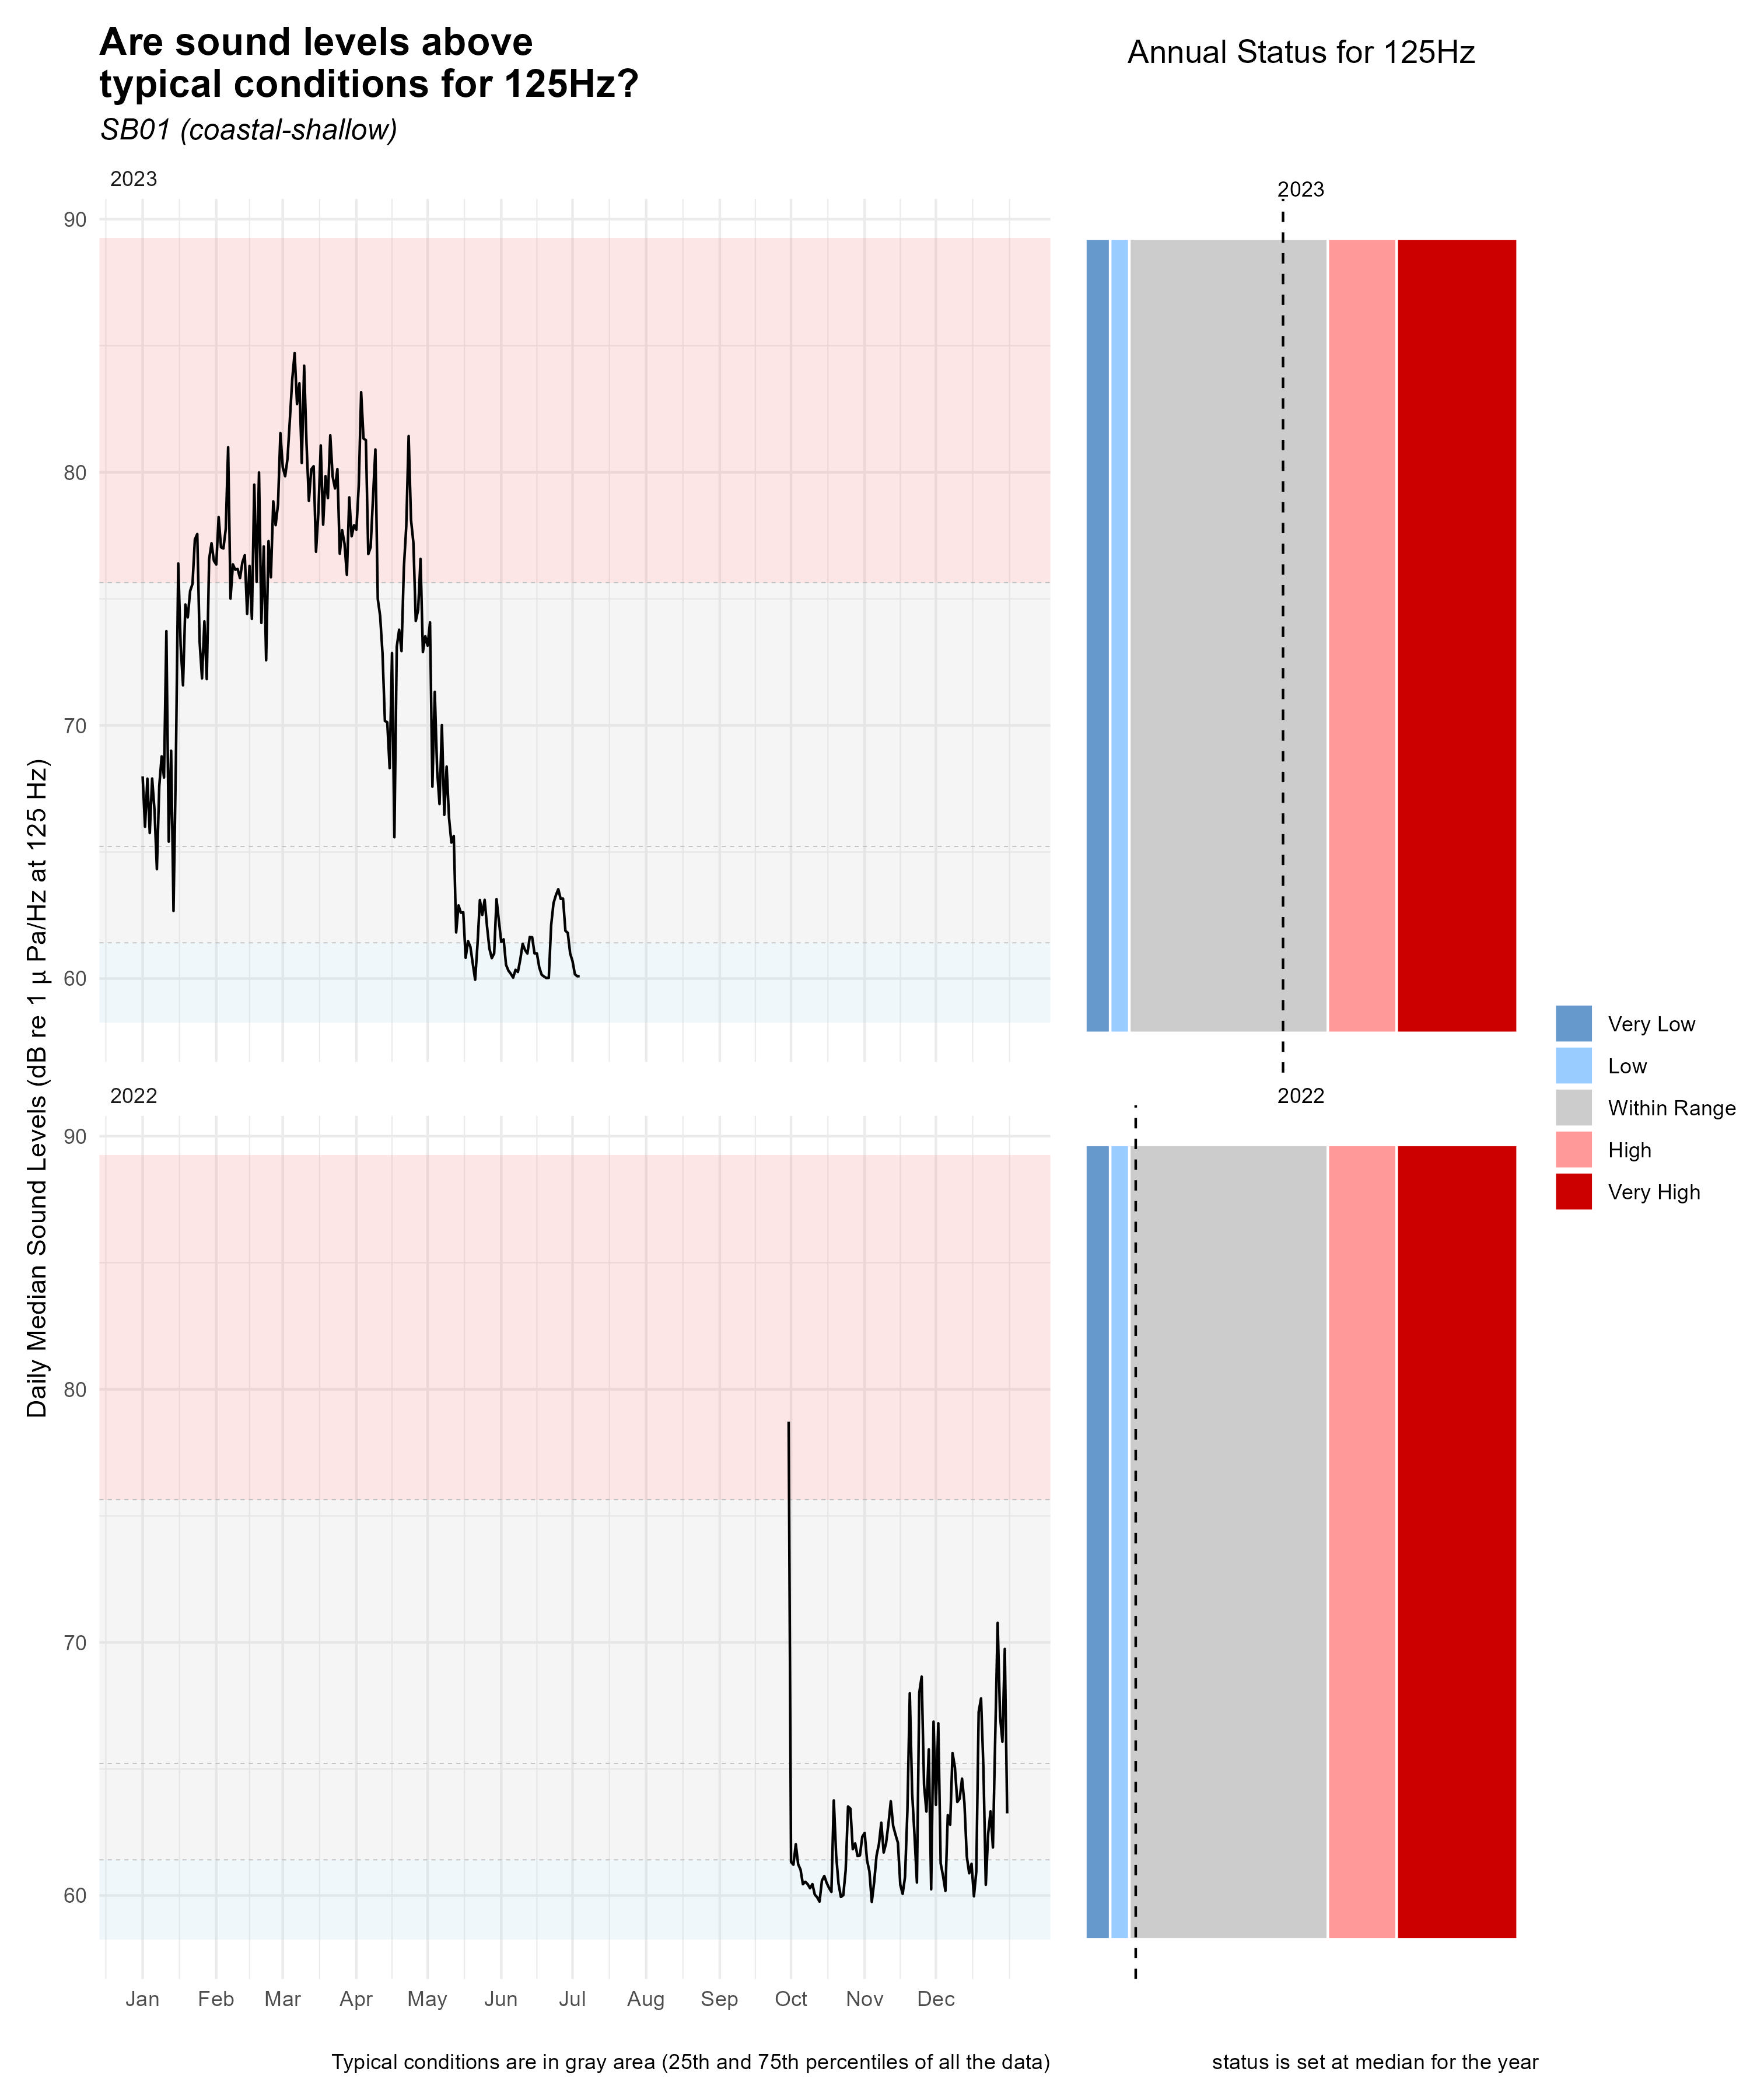 Are sound levels above
typical conditions for 125Hz?
SB01 (coastal-shallow)
Annual Status for 125Hz
2023
2023
90
80
70
60
Daily Median Sound Levels (dB re 1 μ Pa/Hz at 125 Hz)
Very Low
Low
Within Range
High
Very High
2022
2022
90
80
70
60
Jan Feb Mar Apr May Jun Jul Aug Sep Oct Nov Dec
Typical conditions are in gray area (25th and 75th percentiles of all the data)
status is set at median for the year